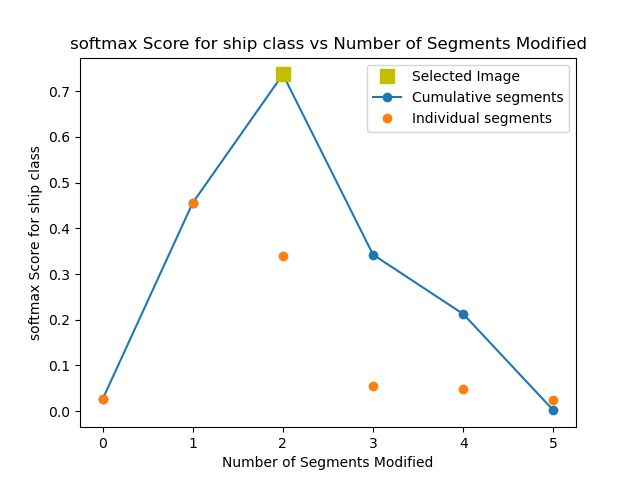 softmax Score for ship class vs Number of Segments Modified
Selected Image
Cumulative segments
Individual segments
softmax Score for ship class
0.7
0.6
0.5
0.4
0.3
0.2
0.1
0.0
0 1 2 3 4 5
Number of Segments Modified